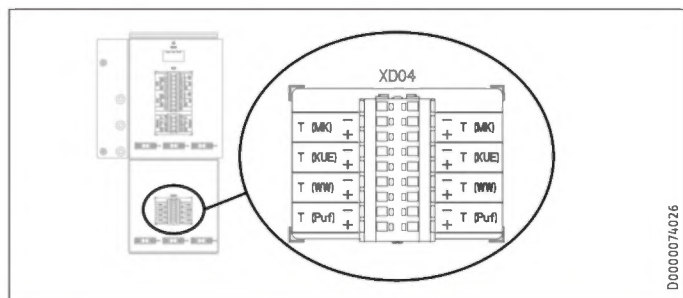 XD04
T (MK) − + − + T (MK)
T (KUE) − + − + T (KUE)
T (WW) − + − + T (WW)
T (Puf) − + − + T (Puf)
D0000074026